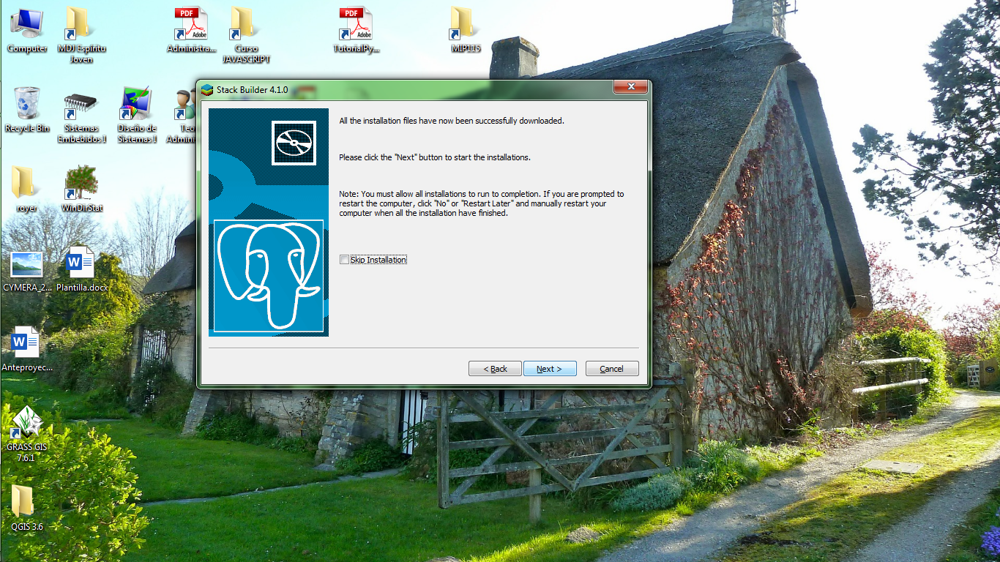 Computer
MDJ Espíritu
Joven
PDF
Adobe
Administra...
Curso
JAVASCRIPT
PDF
Adobe
TutorialPy...
MIP115
Recycle Bin
Sistemas
Embebidos I
Diseño de
Sistemas I
Teo
Admini
royer
WinDirStat
CYMERA_2...
W
Plantilla.docx
W
Anteproyec...
GRASS GIS
7.6.1
QGIS 3.6
Stack Builder 4.1.0
All the installation files have now been successfully downloaded.
Please click the "Next" button to start the installations.
Note: You must allow all installations to run to completion. If you are prompted to
restart the computer, click "No" or "Restart Later" and manually restart your
computer when all the installation have finished.
Skip Installation
< Back
Next >
Cancel